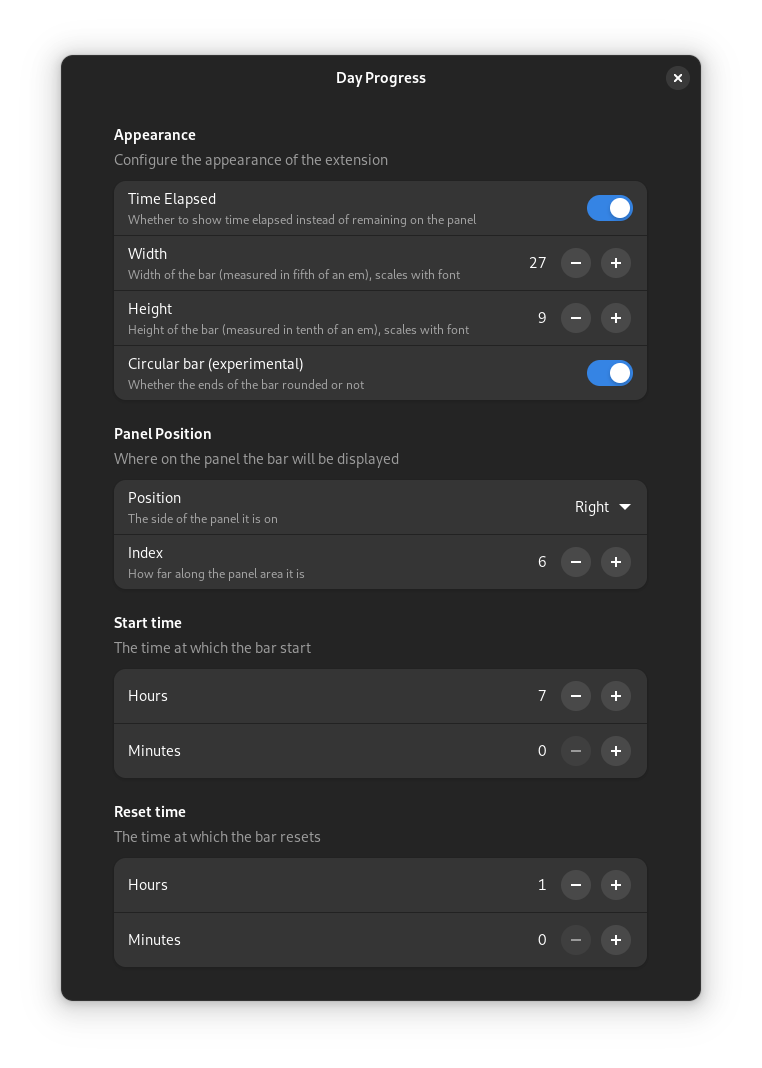 Day Progress
Appearance
Configure the appearance of the extension
Time Elapsed
Whether to show time elapsed instead of remaining on the panel
Width
Width of the bar (measured in fifth of an em), scales with font
27
Height
Height of the bar (measured in tenth of an em), scales with font
9
Circular bar (experimental)
Whether the ends of the bar rounded or not
Panel Position
Where on the panel the bar will be displayed
Position
The side of the panel it is on
Right
Index
How far along the panel area it is
6
Start time
The time at which the bar start
Hours 7
Minutes 0
Reset time
The time at which the bar resets
Hours 1
Minutes 0